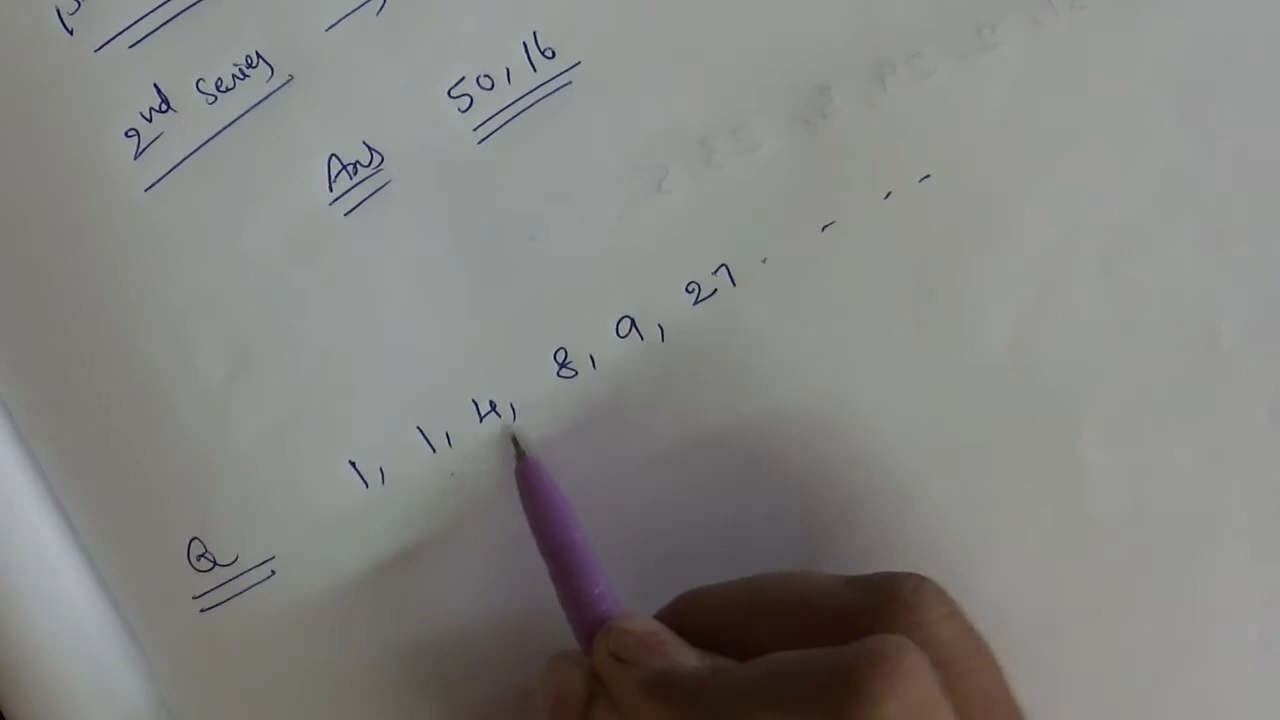 2nd Series
Ans 50, 16
Q 1, 1, 4, 8, 9, 27 . - - -